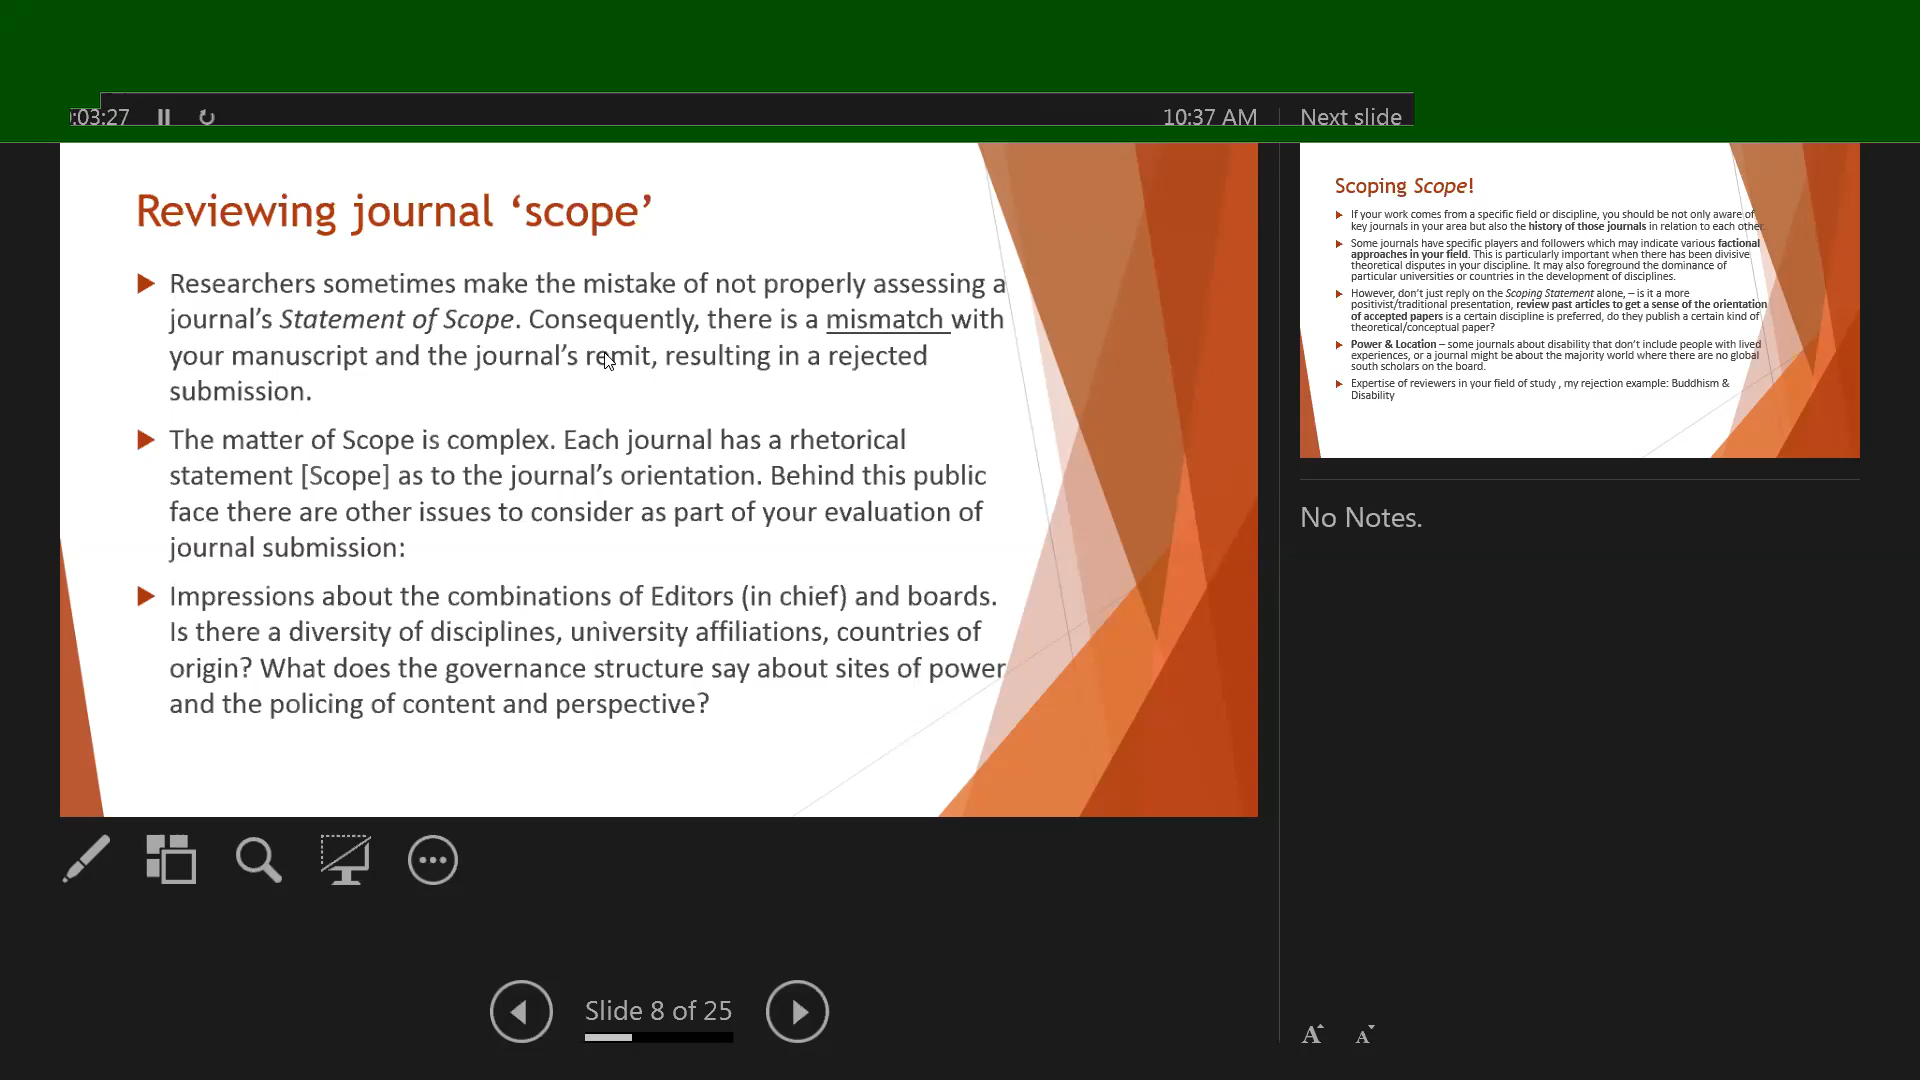 :03:27
10:37 AM
Next slide
Reviewing journal ‘scope’
Researchers sometimes make the mistake of not properly assessing a
journal’s Statement of Scope. Consequently, there is a mismatch with
your manuscript and the journal’s remit, resulting in a rejected
submission.
The matter of Scope is complex. Each journal has a rhetorical
statement [Scope] as to the journal’s orientation. Behind this public
face there are other issues to consider as part of your evaluation of
journal submission:
Impressions about the combinations of Editors (in chief) and boards.
Is there a diversity of disciplines, university affiliations, countries of
origin? What does the governance structure say about sites of power
and the policing of content and perspective?
Scoping Scope!
If your work comes from a specific field or discipline, you should be not only aware of
key journals in your area but also the history of those journals in relation to each other.
Some journals have specific players and followers which may indicate various factional
approaches in your field. This is particularly important when there has been divisive
theoretical disputes in your discipline. It may also foreground the dominance of
particular universities or countries in the development of disciplines.
However, don’t just reply on the Scoping Statement alone, – is it a more
positivist/traditional presentation, review past articles to get a sense of the orientation
of accepted papers is a certain discipline is preferred, do they publish a certain kind of
theoretical/conceptual paper?
Power & Location – some journals about disability that don’t include people with lived
experiences, or a journal might be about the majority world where there are no global
south scholars on the board.
Expertise of reviewers in your field of study , my rejection example: Buddhism &
Disability
No Notes.
Slide 8 of 25
A A